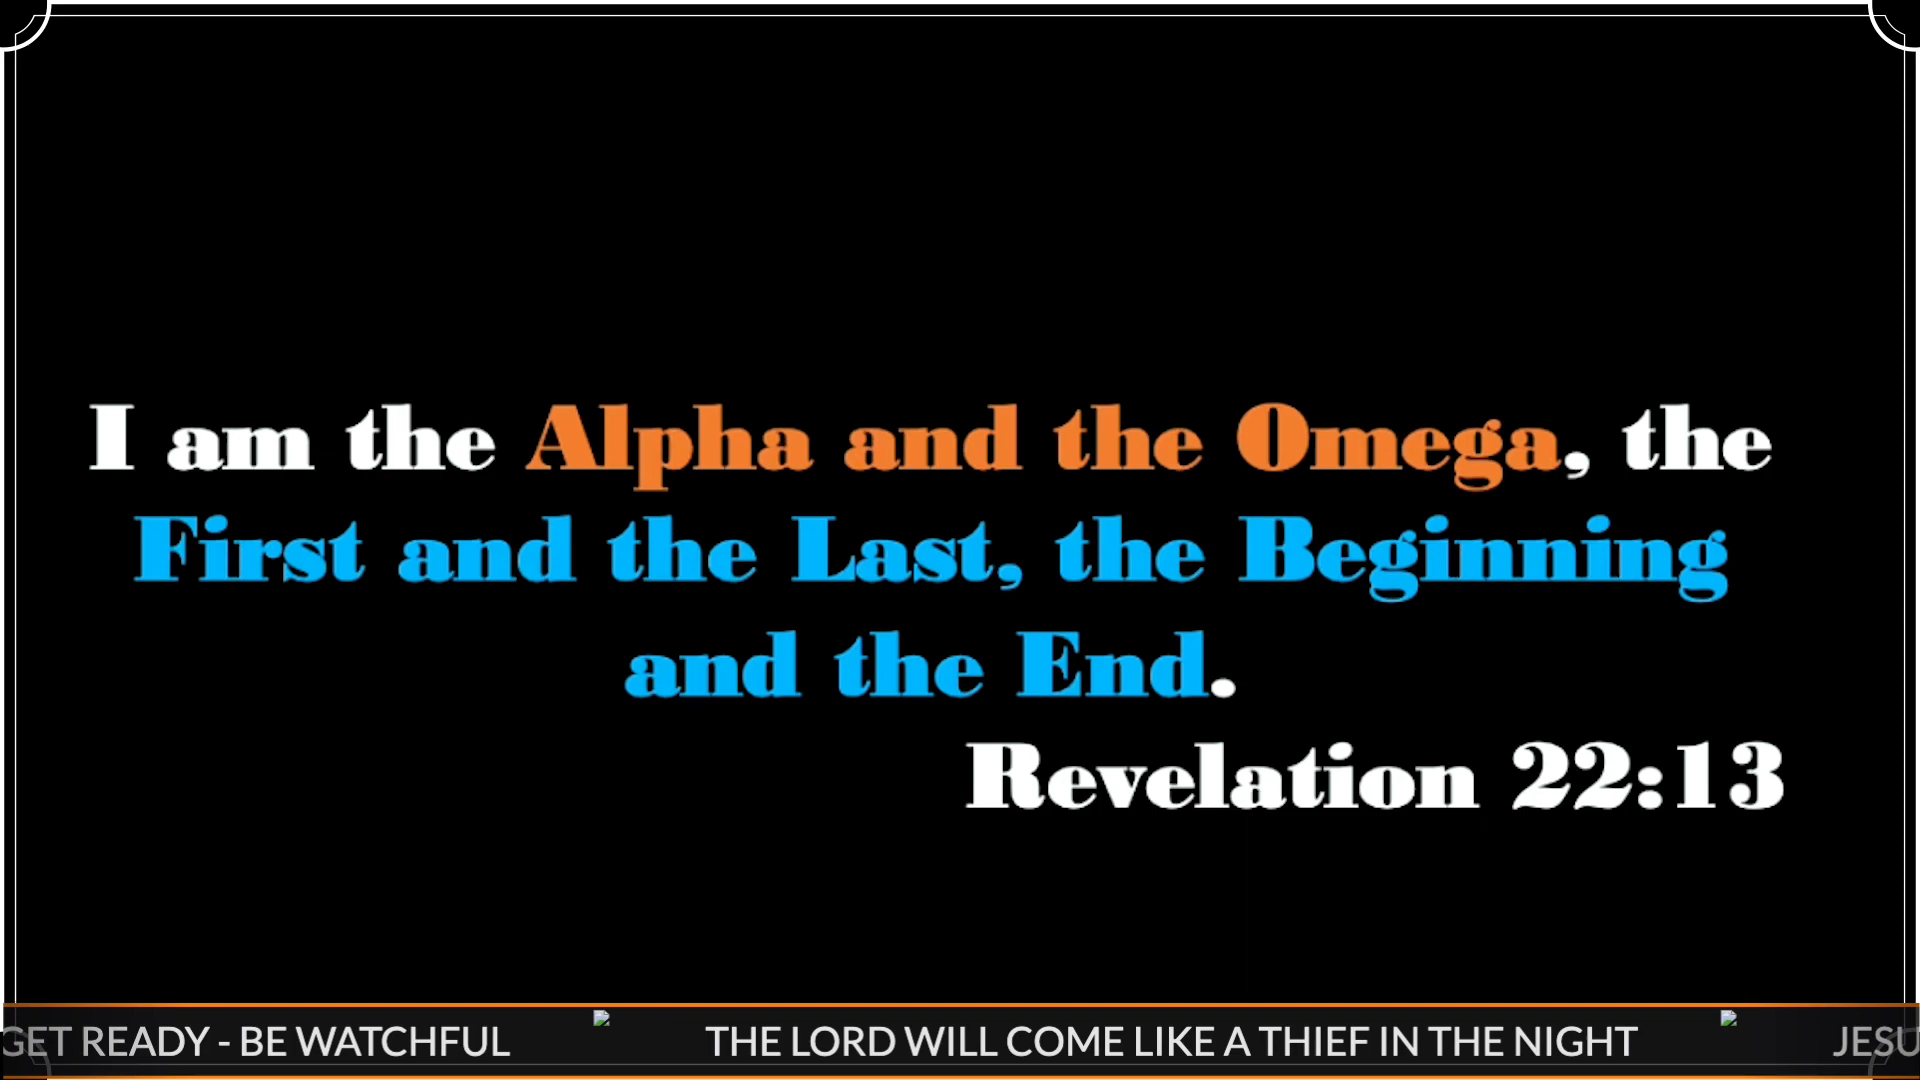 I am the Alpha and the Omega, the
First and the Last, the Beginning
and the End.
Revelation 22:13
GET READY - BE WATCHFUL THE LORD WILL COME LIKE A THIEF IN THE NIGHT JESU